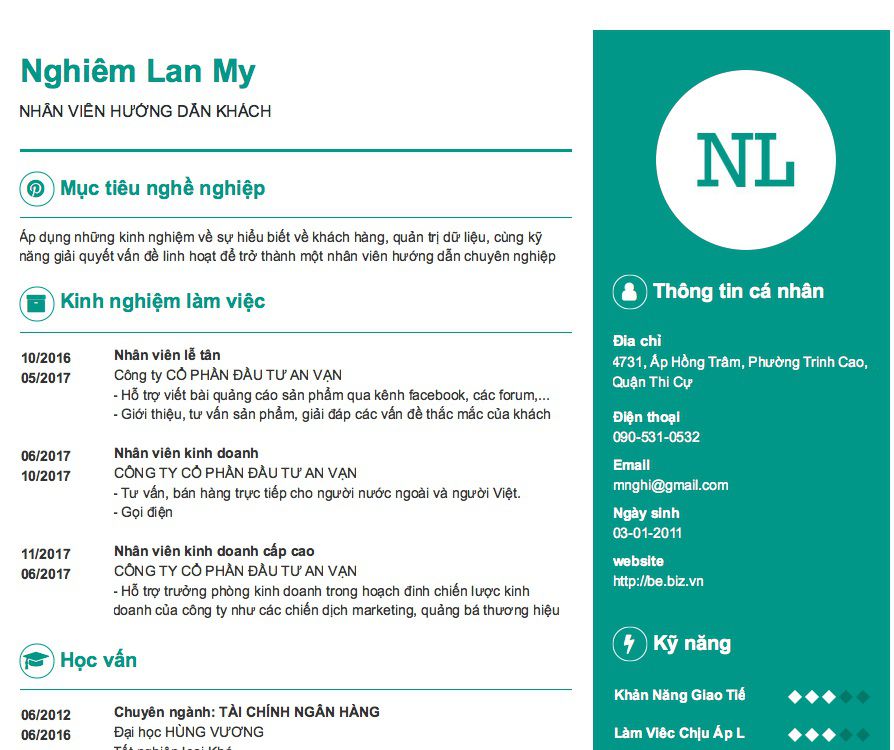 Nghiêm Lan My
NHÂN VIÊN HƯỚNG DẪN KHÁCH
Mục tiêu nghề nghiệp
Áp dụng những kinh nghiệm về sự hiểu biết về khách hàng, quản trị dữ liệu, cùng kỹ
năng giải quyết vấn đề linh hoạt để trở thành một nhân viên hướng dẫn chuyên nghiệp
Kinh nghiệm làm việc
10/2016
05/2017
Nhân viên lễ tân
Công ty CỔ PHẦN ĐẦU TƯ AN VẠN
- Hỗ trợ viết bài quảng cáo sản phẩm qua kênh facebook, các forum,...
- Giới thiệu, tư vấn sản phẩm, giải đáp các vấn đề thắc mắc của khách
06/2017
10/2017
Nhân viên kinh doanh
CÔNG TY CỔ PHẦN ĐẦU TƯ AN VẠN
- Tư vấn, bán hàng trực tiếp cho người nước ngoài và người Việt.
- Gọi điện
11/2017
06/2017
Nhân viên kinh doanh cấp cao
CÔNG TY CỔ PHẦN ĐẦU TƯ AN VẠN
- Hỗ trợ trưởng phòng kinh doanh trong hoạch đinh chiến lược kinh
doanh của công ty như các chiến dịch marketing, quảng bá thương hiệu
Học vấn
06/2012
06/2016
Chuyên ngành: TÀI CHÍNH NGÂN HÀNG
Đại học HÙNG VƯƠNG
Tốt nghiệp loại Khá
NL
Thông tin cá nhân
Đia chỉ
4731, Ấp Hồng Trâm, Phường Trinh Cao,
Quận Thi Cự
Điện thoại
090-531-0532
Email
mnghi@gmail.com
Ngày sinh
03-01-2011
website
http://be.biz.vn
Kỹ năng
Khản Năng Giao Tiế
Làm Viêc Chịu Áp L